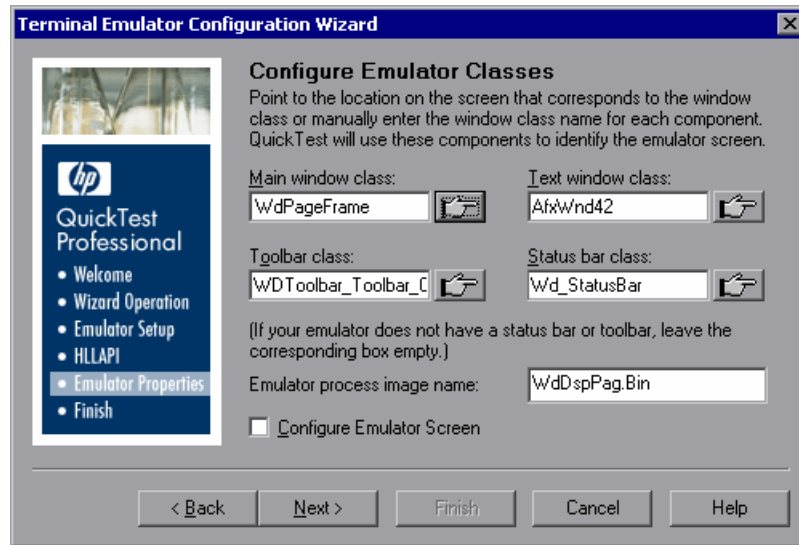 Terminal Emulator Configuration Wizard
Configure Emulator Classes
Point to the location on the screen that corresponds to the window
class or manually enter the window class name for each component.
QuickTest will use these components to identify the emulator screen.
hp
QuickTest
Professional
• Welcome
• Wizard Operation
• Emulator Setup
• HLLAPI
• Emulator Properties
• Finish
Main window class:
Text window class:
WdPageFrame
AfxWnd42
Toolbar class:
Status bar class:
WDToolbar_Toolbar_
Wd_StatusBar
(If your emulator does not have a status bar or toolbar, leave the
corresponding box empty.)
Emulator process image name:
WdDspPag.Bin
Configure Emulator Screen
< Back
Next >
Finish
Cancel
Help